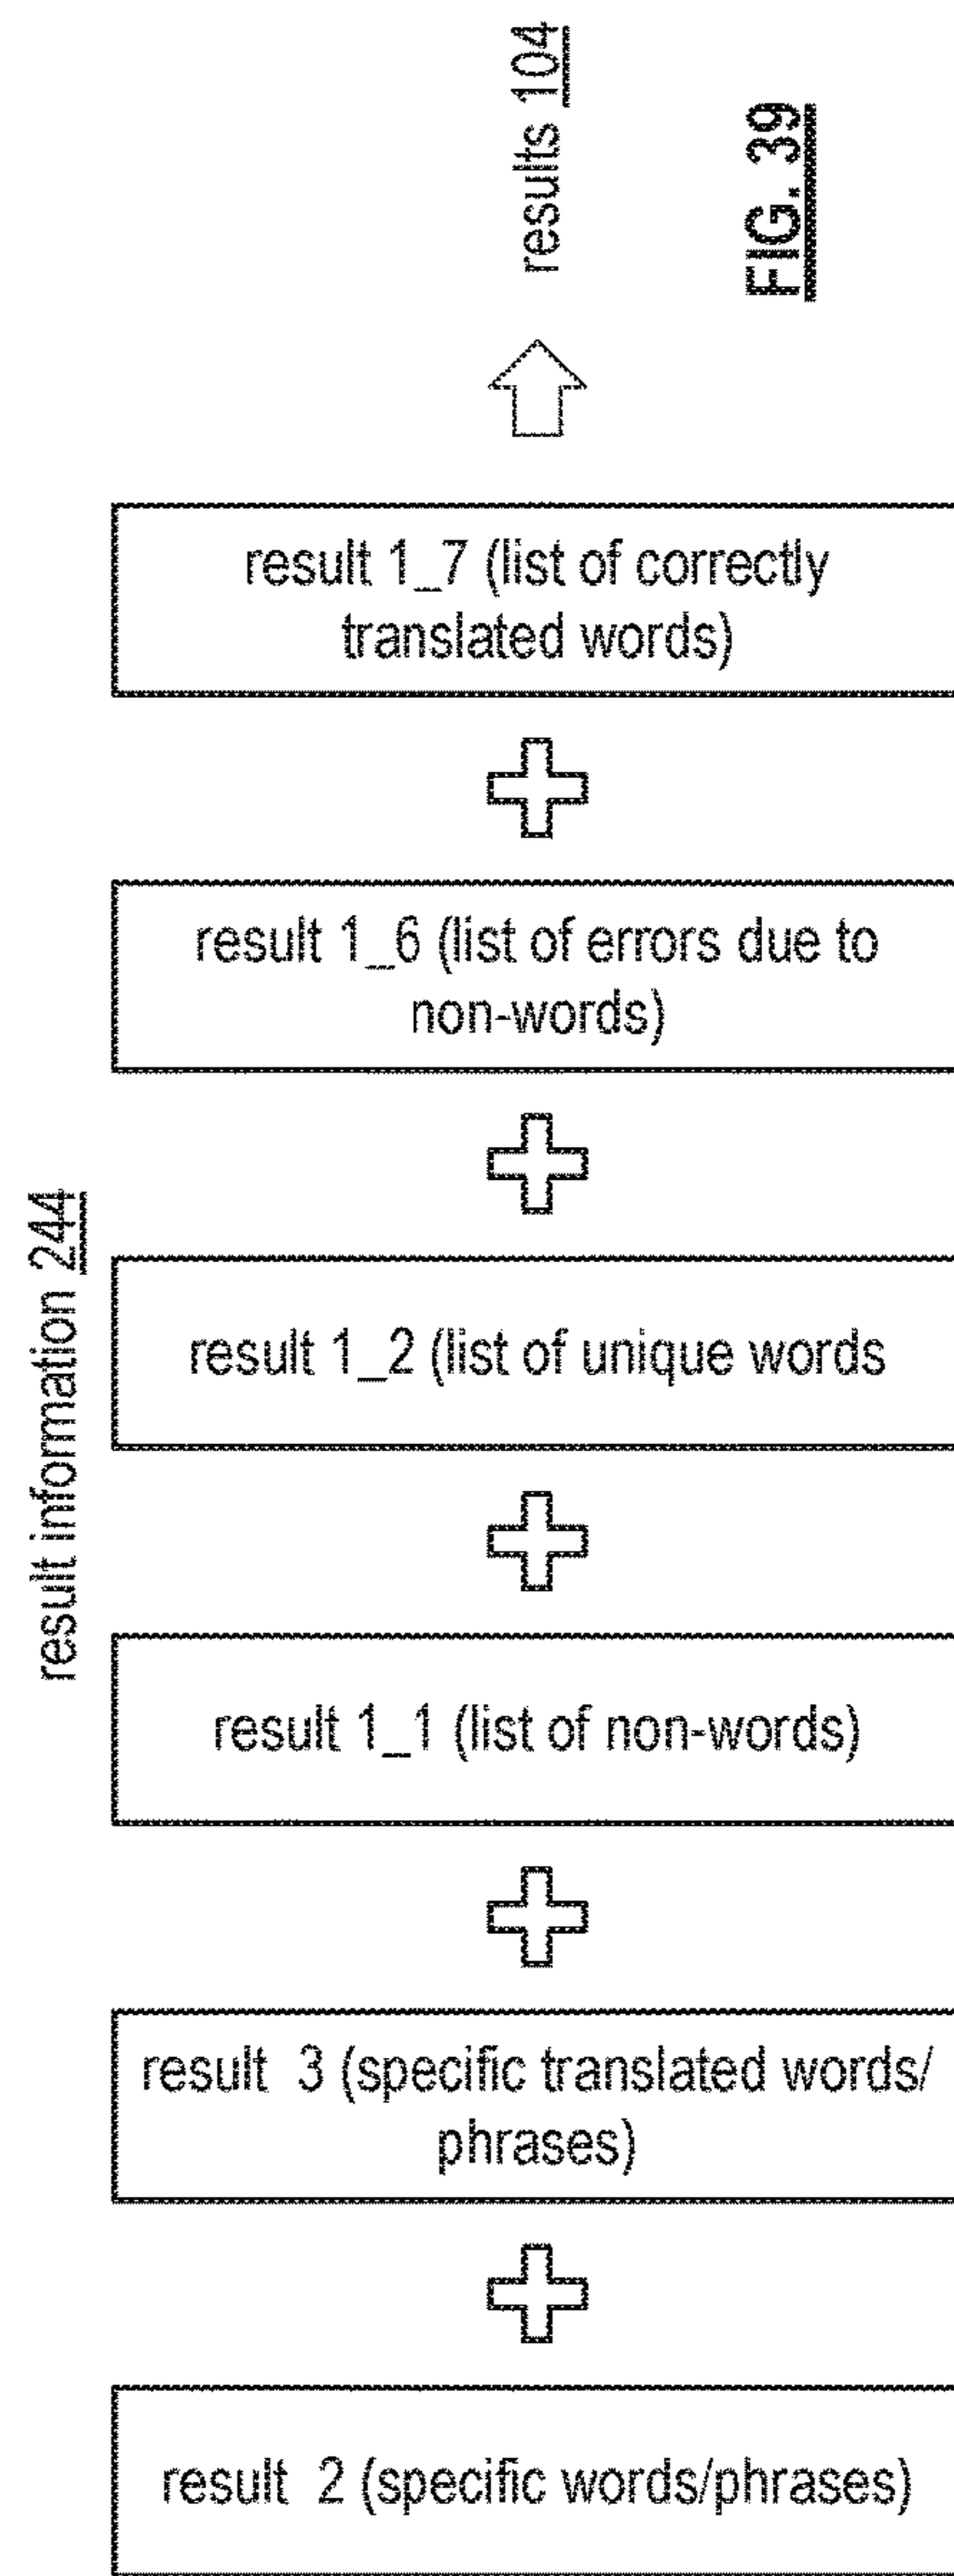 results 104
FIG. 39
result 1_7 (list of correctly
translated words)
result 1_6 (list of errors due to
non-words)
result information 244
result 1_2 (list of unique words
result 1_1 (list of non-words)
result 3 (specific translated words/
phrases)
result 2 (specific words/phrases)